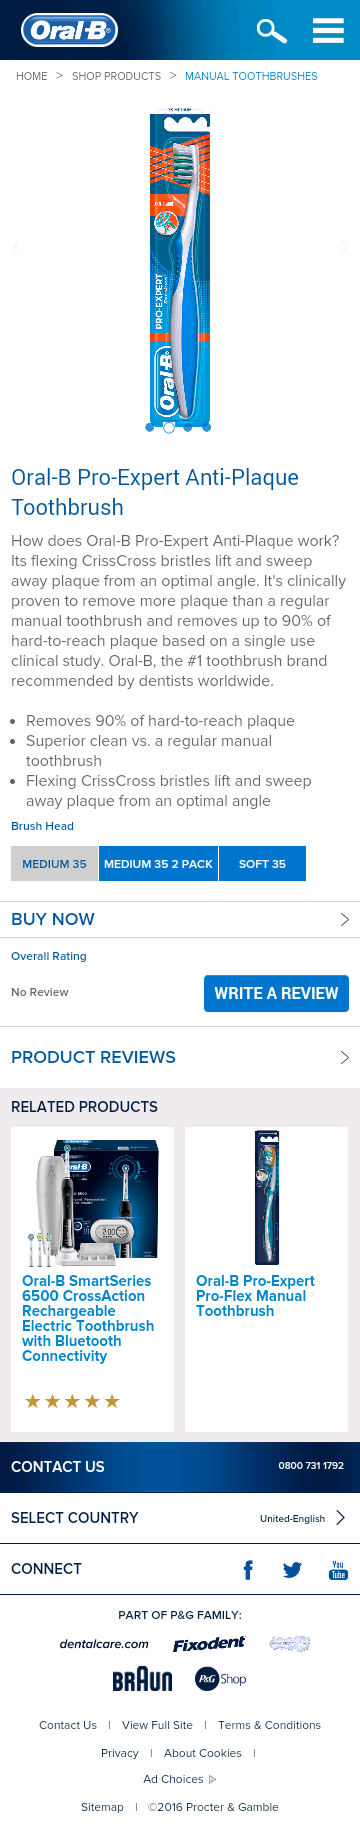 Oral-B
HOME > SHOP PRODUCTS > MANUAL TOOTHBRUSHES
35 MEDIUM
PRO-EXPERT
Oral-B
Oral-B Pro-Expert Anti-Plaque
Toothbrush
How does Oral-B Pro-Expert Anti-Plaque work?
Its flexing CrissCross bristles lift and sweep
away plaque from an optimal angle. It's clinically
proven to remove more plaque than a regular
manual toothbrush and removes up to 90% of
hard-to-reach plaque based on a single use
clinical study. Oral-B, the #1 toothbrush brand
recommended by dentists worldwide.
• Removes 90% of hard-to-reach plaque
• Superior clean vs. a regular manual
toothbrush
• Flexing CrissCross bristles lift and sweep
away plaque from an optimal angle
Brush Head
MEDIUM 35 MEDIUM 35 2 PACK SOFT 35
BUY NOW
Overall Rating
No Review WRITE A REVIEW
PRODUCT REVIEWS
RELATED PRODUCTS
Oral-B
Oral-B SmartSeries
6500 CrossAction
Rechargeable
Electric Toothbrush
with Bluetooth
Connectivity
Oral-B Pro-Expert
Pro-Flex Manual
Toothbrush
CONTACT US 0800 731 1792
SELECT COUNTRY United-English
CONNECT You Tube
PART OF P&G FAMILY:
dentalcare.com Fixodent
BRAUN P&G Shop
Contact Us | View Full Site | Terms & Conditions
Privacy | About Cookies |
Ad Choices
Sitemap | ©2016 Procter & Gamble